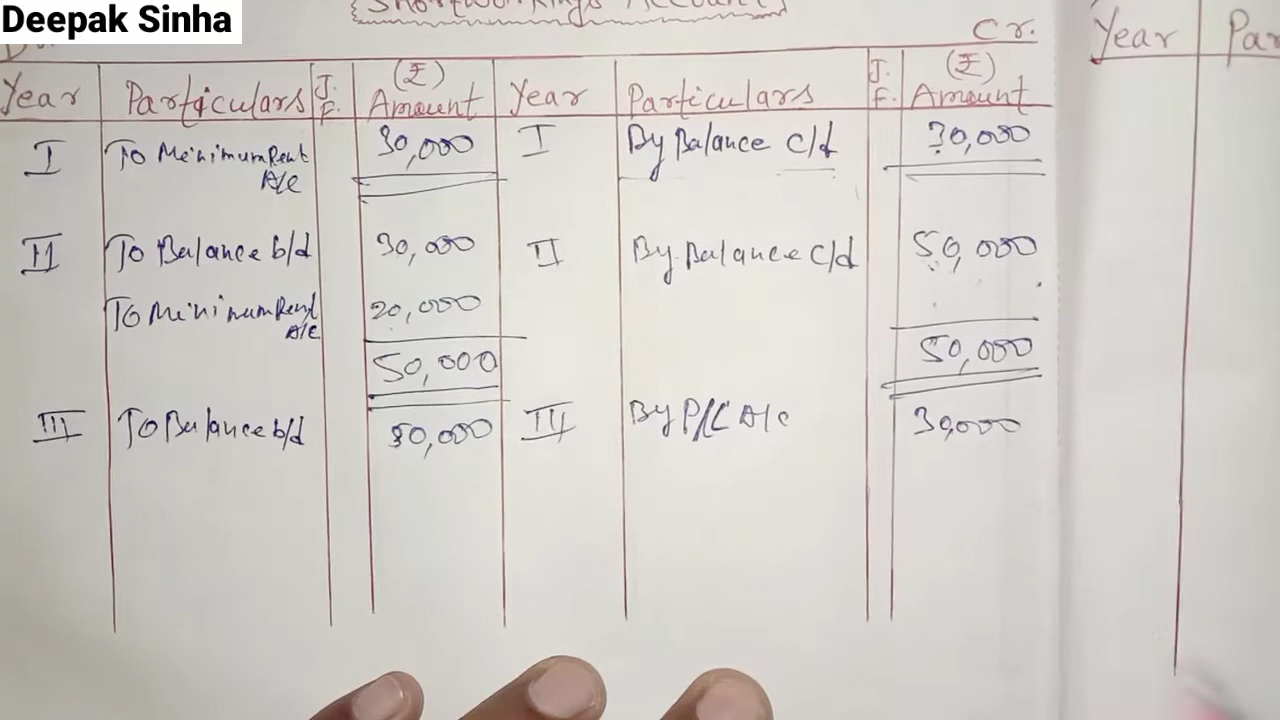 Deepak Sinha
Shortworkings Account
Cr.
Year Particulars J.F. (₹) Amount Year Particulars J.F. (₹) Amount
I To Minimum Rent A/c 30,000 I By Balance c/d 30,000
II To Balance b/d 30,000 II By Balance c/d 50,000
To Minimum Rent A/c 20,000
50,000 50,000
III To Balance b/d 50,000 III By P/L A/c 30,000
Year